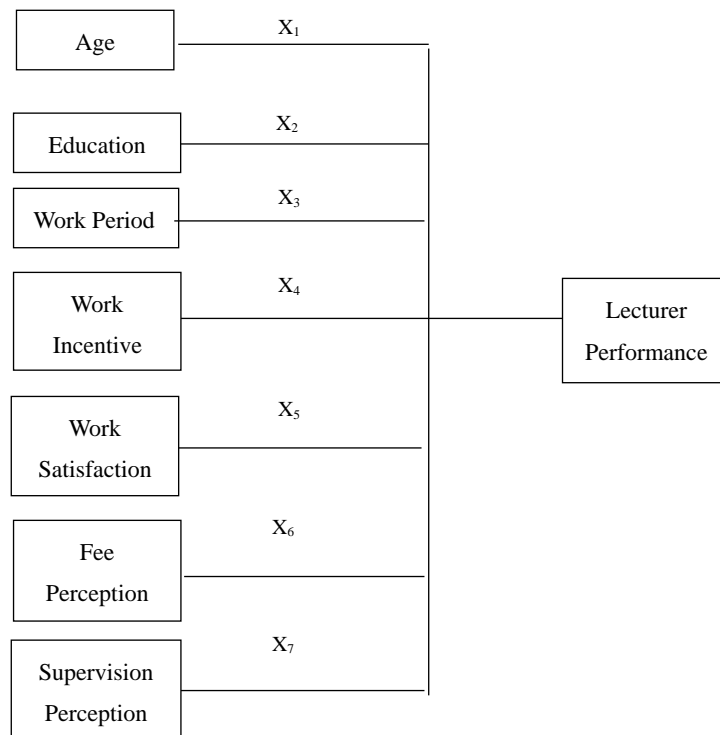 Age
X₁
Education
X₂
Work Period
X₃
Work
Incentive
X₄
Lecturer
Performance
Work
Satisfaction
X₅
Fee
Perception
X₆
Supervision
Perception
X₇